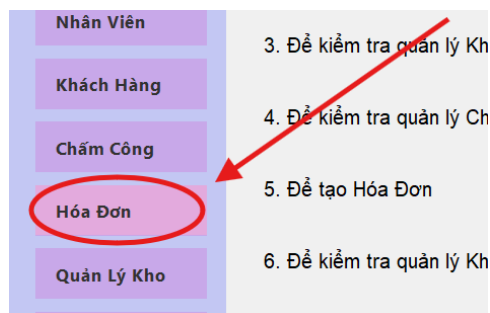 Nhân Viên
Khách Hàng
Chấm Công
Hóa Đơn
Quản Lý Kho
3. Để kiểm tra quản lý Kh
4. Để kiểm tra quản lý Ch
5. Để tạo Hóa Đơn
6. Để kiểm tra quản lý Kh